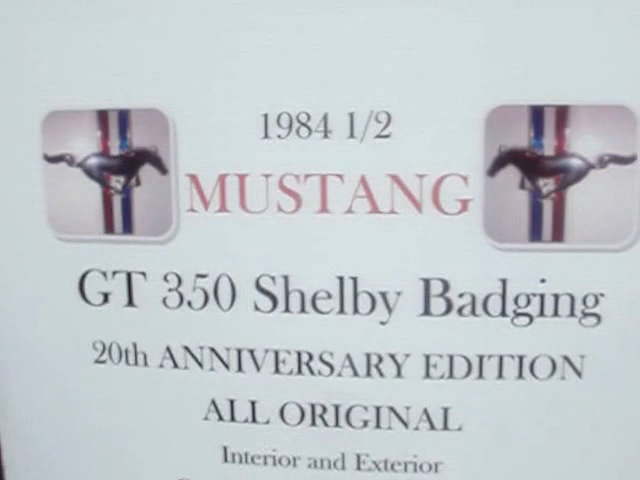 1984 1/2
MUSTANG
GT 350 Shelby Badging
20th ANNIVERSARY EDITION
ALL ORIGINAL
Interior and Exterior